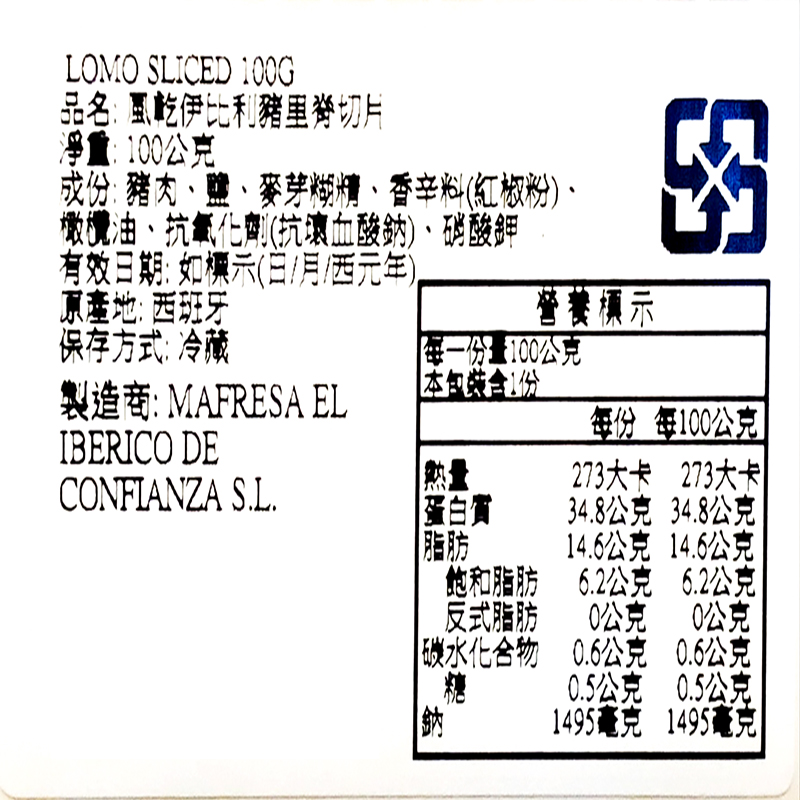 LOMO SLICED 100G
品名: 風乾伊比利豬里脊切片
淨重: 100公克
成份: 豬肉、鹽、麥芽糊精、香辛料(紅椒粉)、
橄欖油、抗氧化劑(抗壞血酸鈉)、硝酸鉀
有效日期: 如標示(日/月/西元年)
原產地: 西班牙
保存方式: 冷藏
製造商: MAFRESA EL
IBERICO DE
CONFIANZA S.L.
營養標示
每一份量100公克
本包裝含1份
每份 每100公克
熱量 273大卡 273大卡
蛋白質 34.8公克 34.8公克
脂肪 14.6公克 14.6公克
飽和脂肪 6.2公克 6.2公克
反式脂肪 0公克 0公克
碳水化合物 0.6公克 0.6公克
糖 0.5公克 0.5公克
鈉 1495毫克 1495毫克